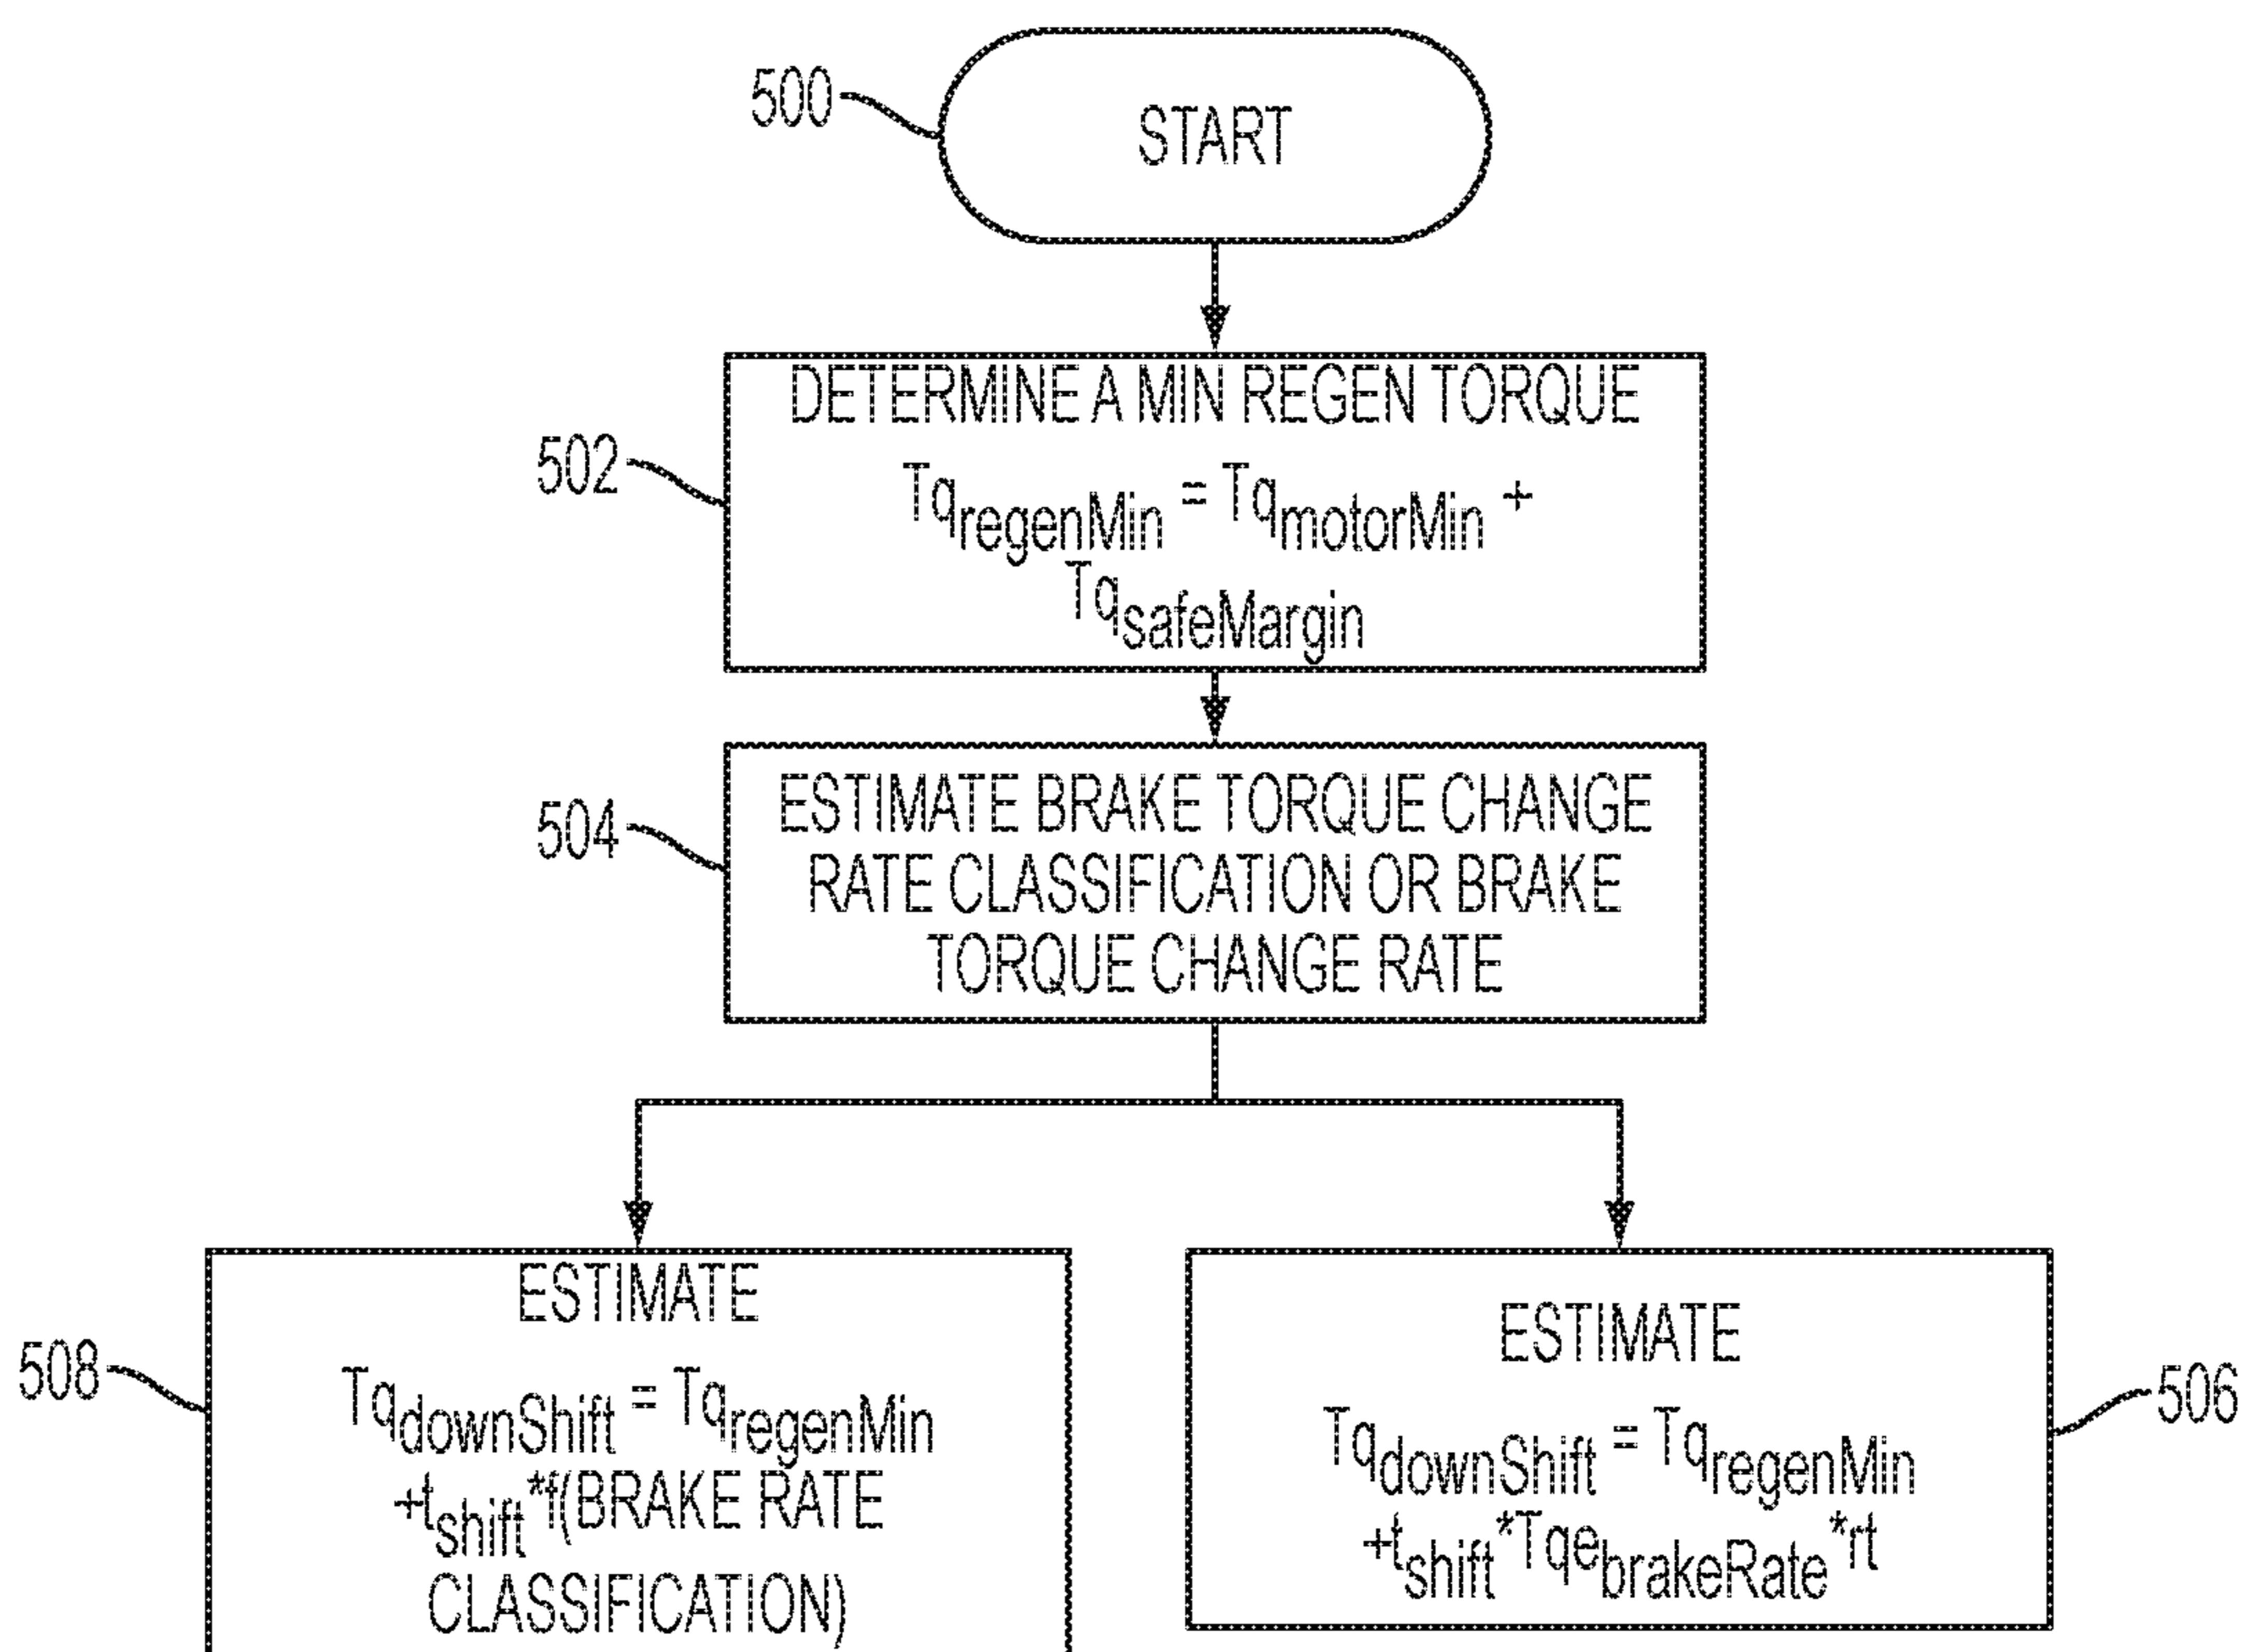 500
START
502
DETERMINE A MIN REGEN TORQUE
TqregenMin = TqmotorMin +
TqsafeMargin
504
ESTIMATE BRAKE TORQUE CHANGE
RATE CLASSIFICATION OR BRAKE
TORQUE CHANGE RATE
508
ESTIMATE
TqdownShift = TqregenMin
+tshift*f(BRAKE RATE
CLASSIFICATION)
ESTIMATE
TqdownShift = TqregenMin
+tshift*TqebrakeRate*rt
506